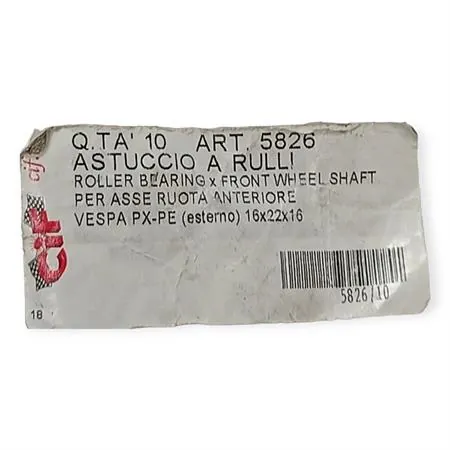 Q.TA' 10 ART. 5826
ASTUCCIO A RULLI
ROLLER BEARING x FRONT WHEEL SHAFT
PER ASSE RUOTA ANTERIORE
VESPA PX-PE (esterno) 16x22x16
CIF
5826/10
18